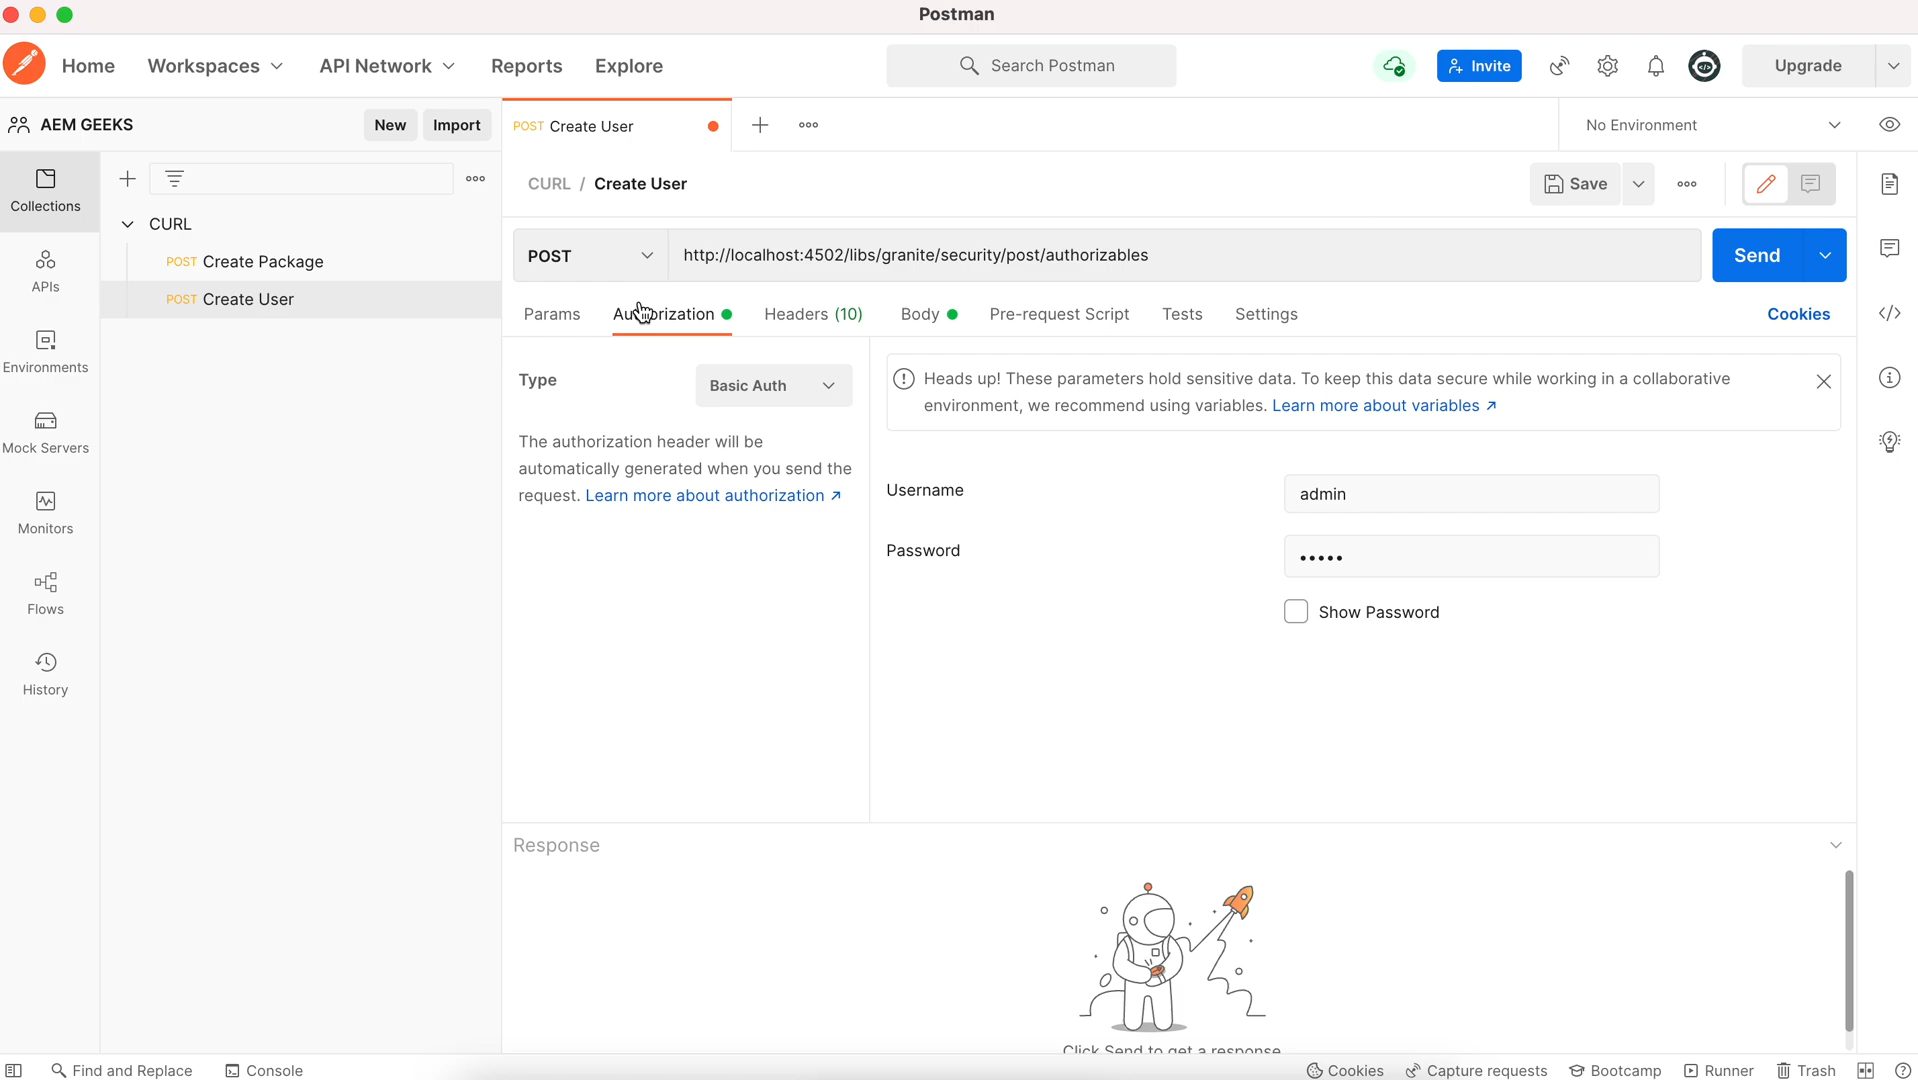 Postman
Home
Workspaces
API Network
Reports
Explore
Search Postman
Invite
Upgrade
AEM GEEKS
New
Import
POST Create User
No Environment
Collections
APIs
Environments
Mock Servers
Monitors
Flows
History
CURL
POST Create Package
POST Create User
CURL / Create User
Save
POST
http://localhost:4502/libs/granite/security/post/authorizables
Send
Params
Authorization
Headers (10)
Body
Pre-request Script
Tests
Settings
Cookies
Type
Basic Auth
The authorization header will be
automatically generated when you send the
request. Learn more about authorization ↗
Heads up! These parameters hold sensitive data. To keep this data secure while working in a collaborative
environment, we recommend using variables. Learn more about variables ↗
Username
admin
Password
•••••
Show Password
Response
Click Send to get a response
Find and Replace
Console
Cookies
Capture requests
Bootcamp
Runner
Trash